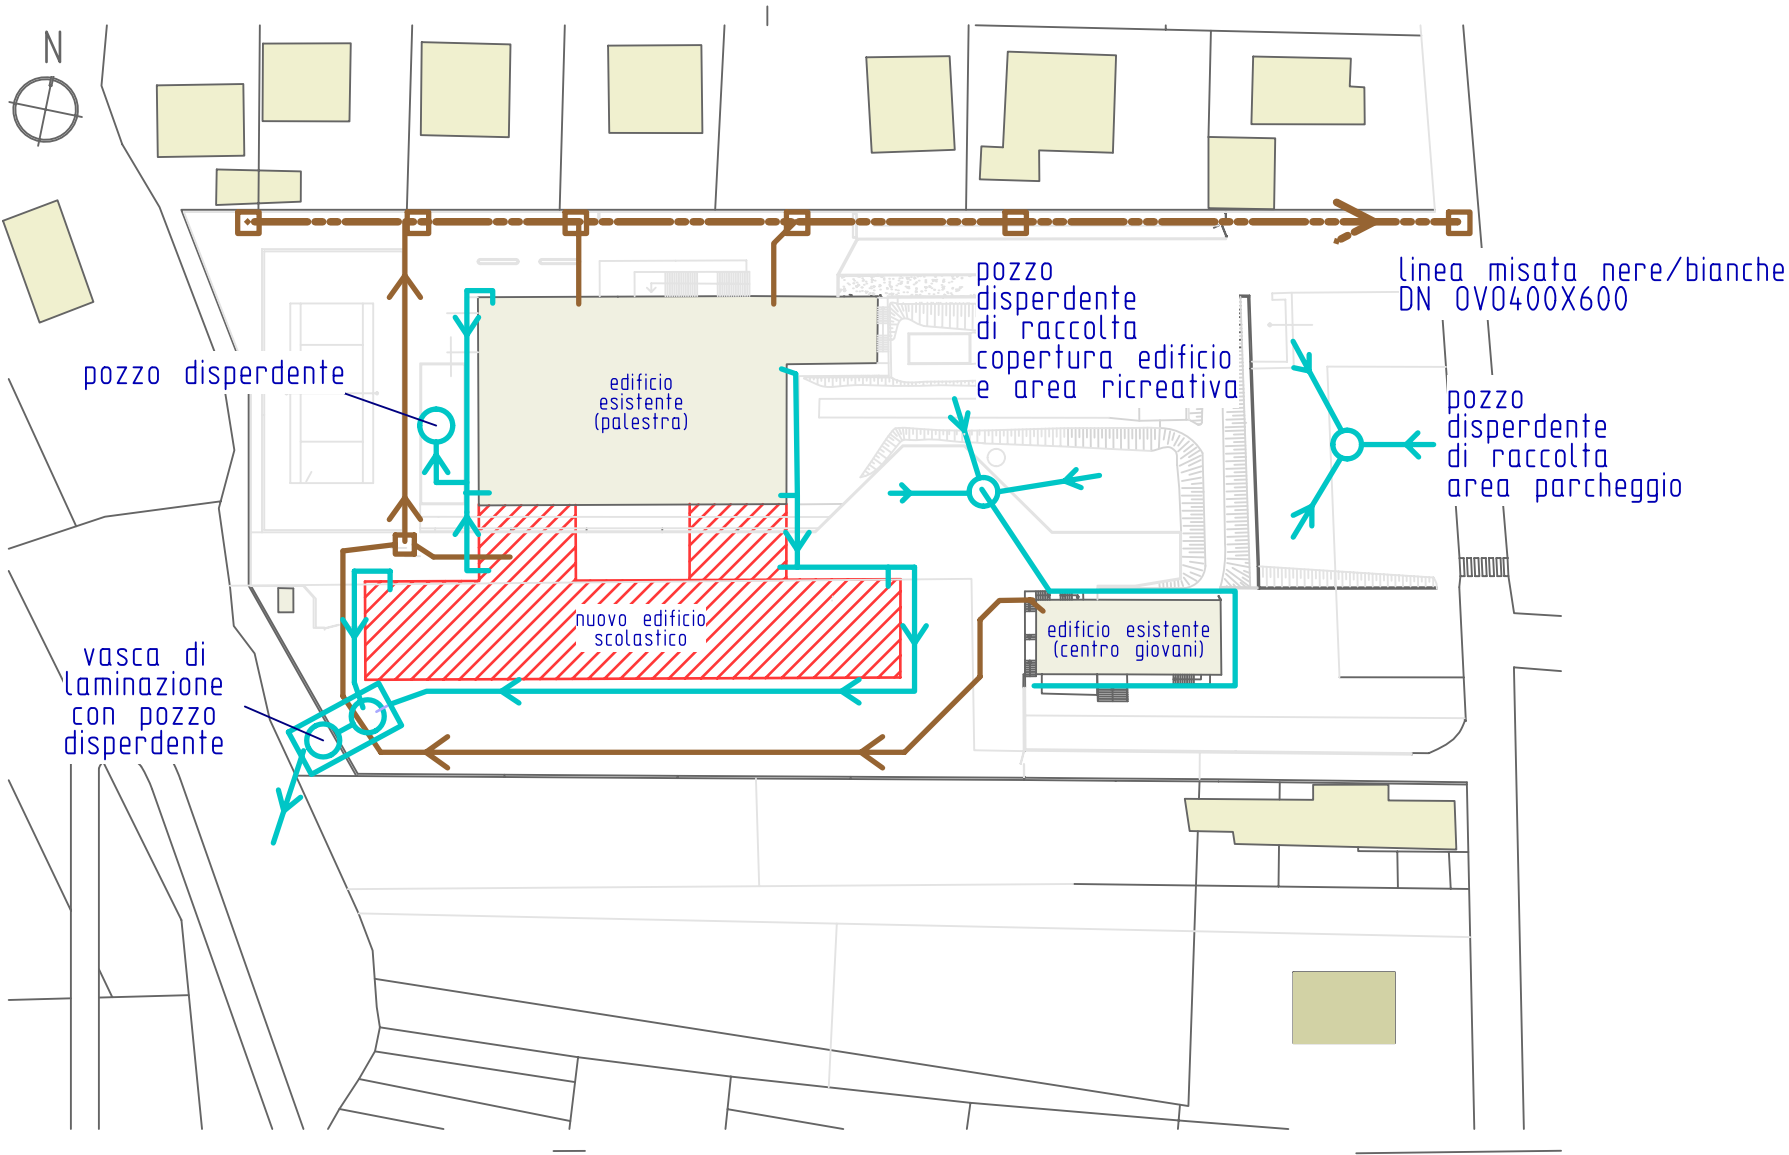 N
linea misata nere/bianche
DN OVO400X600
pozzo
disperdente
di raccolta
copertura edificio
e area ricreativa
pozzo disperdente
edificio
esistente
(palestra)
pozzo
disperdente
di raccolta
area parcheggio
nuovo edificio
scolastico
edificio esistente
(centro giovani)
vasca di
laminazione
con pozzo
disperdente